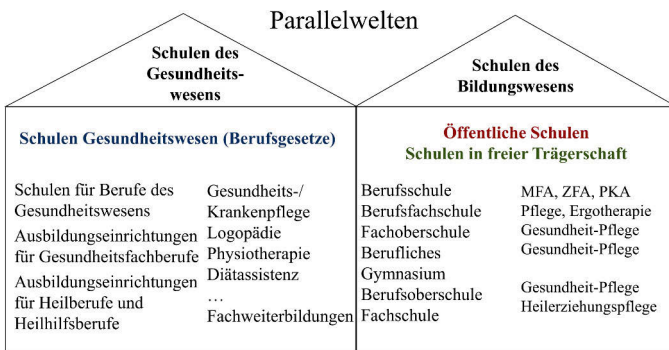 Parallelwelten
Schulen des
Gesundheits-
wesens
Schulen Gesundheitswesen (Berufsgesetze)
Schulen für Berufe des
Gesundheitswesens
Ausbildungseinrichtungen
für Gesundheitsfachberufe
Ausbildungseinrichtungen
für Heilberufe und
Heilhilfsberufe
Gesundheits-/
Krankenpflege
Logopädie
Physiotherapie
Diätassistenz
…
Fachweiterbildungen
Schulen des
Bildungswesens
Öffentliche Schulen
Schulen in freier Trägerschaft
Berufsschule
Berufsfachschule
Fachoberschule
Berufliches
Gymnasium
Berufsoberschule
Fachschule
MFA, ZFA, PKA
Pflege, Ergotherapie
Gesundheit-Pflege
Gesundheit-Pflege
Gesundheit-Pflege
Heilerziehungspflege